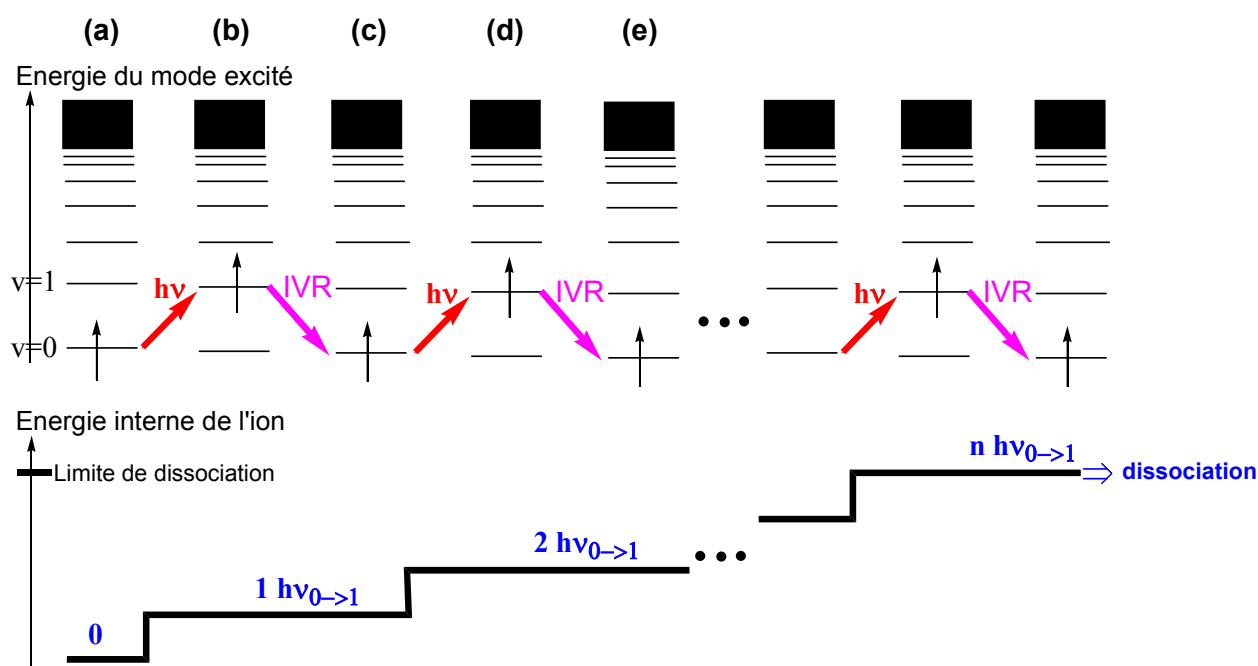 (a) (b) (c) (d) (e)
Energie du mode excité
v=1
hν IVR hν IVR hν IVR
v=0
•••
Energie interne de l'ion
Limite de dissociation
n hν0–>1
dissociation
2 hν0–>1
•••
1 hν0–>1
0